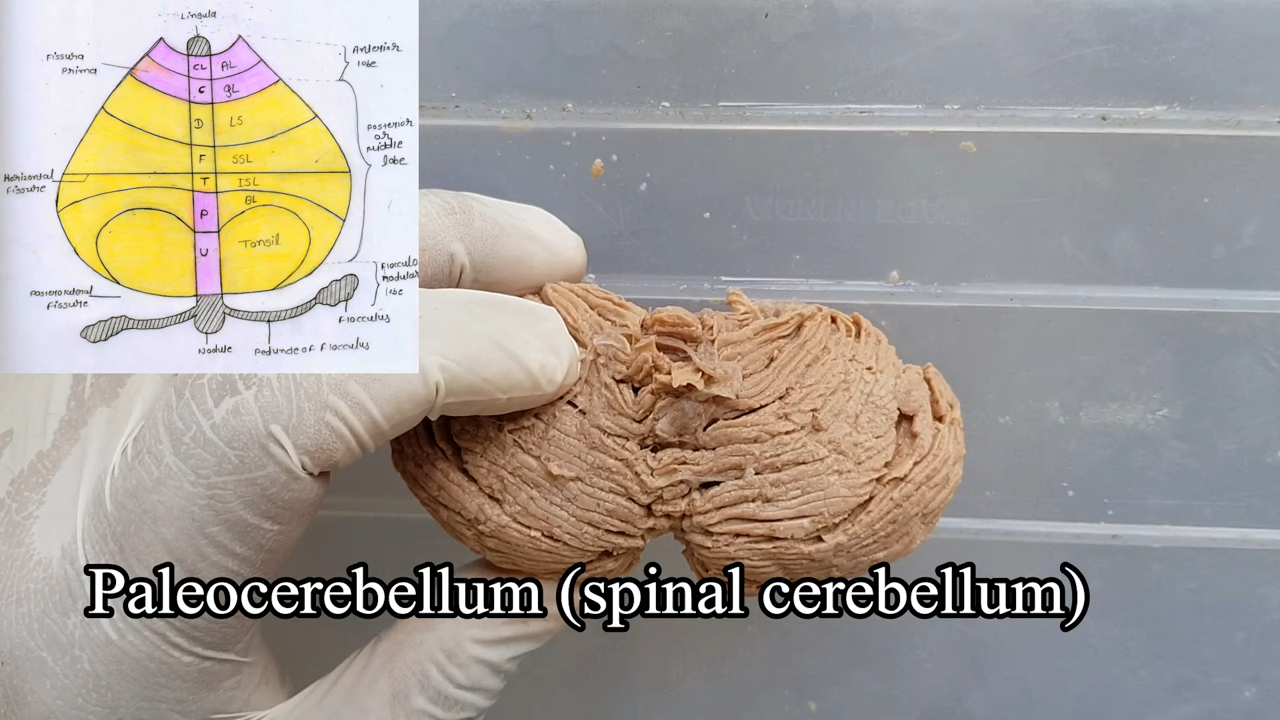 Lingula
Fissura
Prima
CL AL
C QL
Anterior
lobe
D LS
Posterior
or
middle
lobe
F SSL
Horizontal
Fissure
T ISL
BL
P
U Tonsil
Flocculo
nodular
lobe
Posterolateral
Fissure
Flocculus
Nodule
Pedunde of Flocculus
Paleocerebellum (spinal cerebellum)